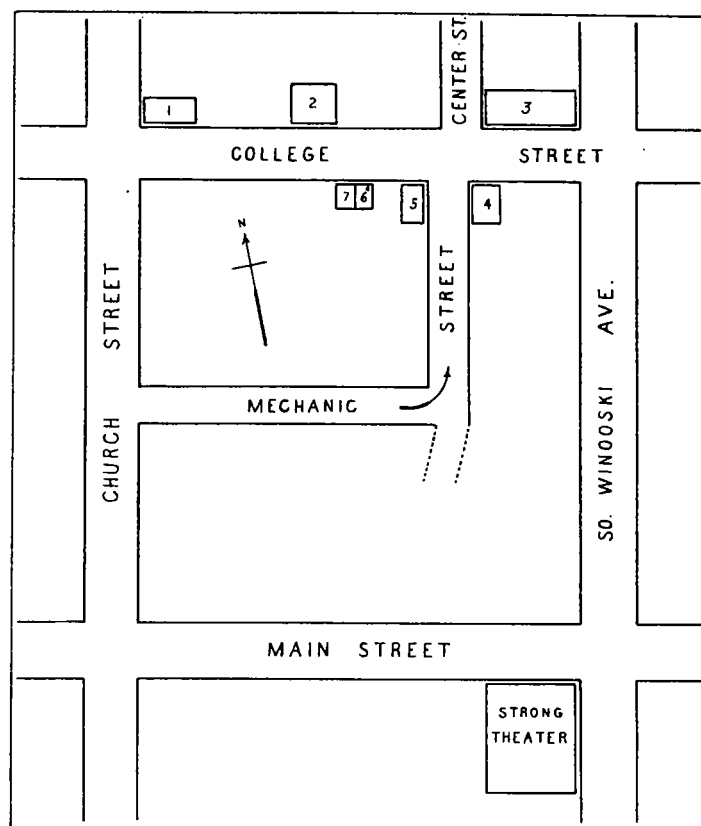 CENTER ST.
1
2
3
COLLEGE STREET
7 6 5 4
N
STREET
STREET
SO. WINOOSKI AVE.
MECHANIC
CHURCH
MAIN STREET
STRONG
THEATER